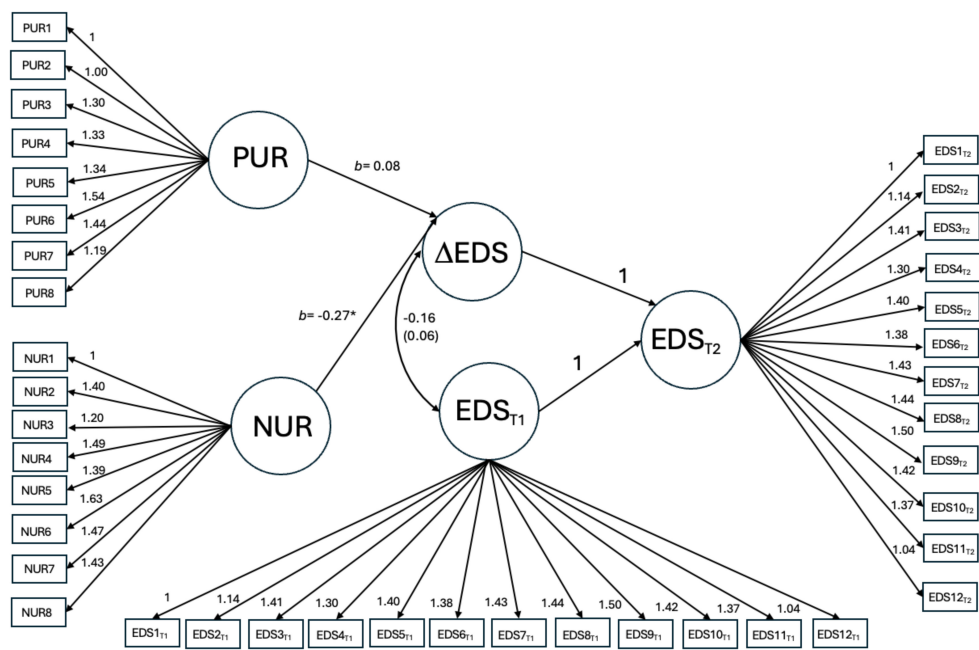 PUR1
PUR2
PUR3
PUR4
PUR5
PUR6
PUR7
PUR8
1
1.00
1.30
1.33
1.34
1.54
1.44
1.19
PUR
b= 0.08
NUR1
NUR2
NUR3
NUR4
NUR5
NUR6
NUR7
NUR8
1
1.40
1.20
1.49
1.39
1.63
1.47
1.43
NUR
b= -0.27*
ΔEDS
-0.16
(0.06)
EDST1
1
1
EDST2
1
1.14
1.41
1.30
1.40
1.38
1.43
1.44
1.50
1.42
1.37
1.04
EDS1T2
EDS2T2
EDS3T2
EDS4T2
EDS5T2
EDS6T2
EDS7T2
EDS8T2
EDS9T2
EDS10T2
EDS11T2
EDS12T2
1
1.14
1.41
1.30
1.40
1.38
1.43
1.44
1.50
1.42
1.37
1.04
EDS1T1
EDS2T1
EDS3T1
EDS4T1
EDS5T1
EDS6T1
EDS7T1
EDS8T1
EDS9T1
EDS10T1
EDS11T1
EDS12T1